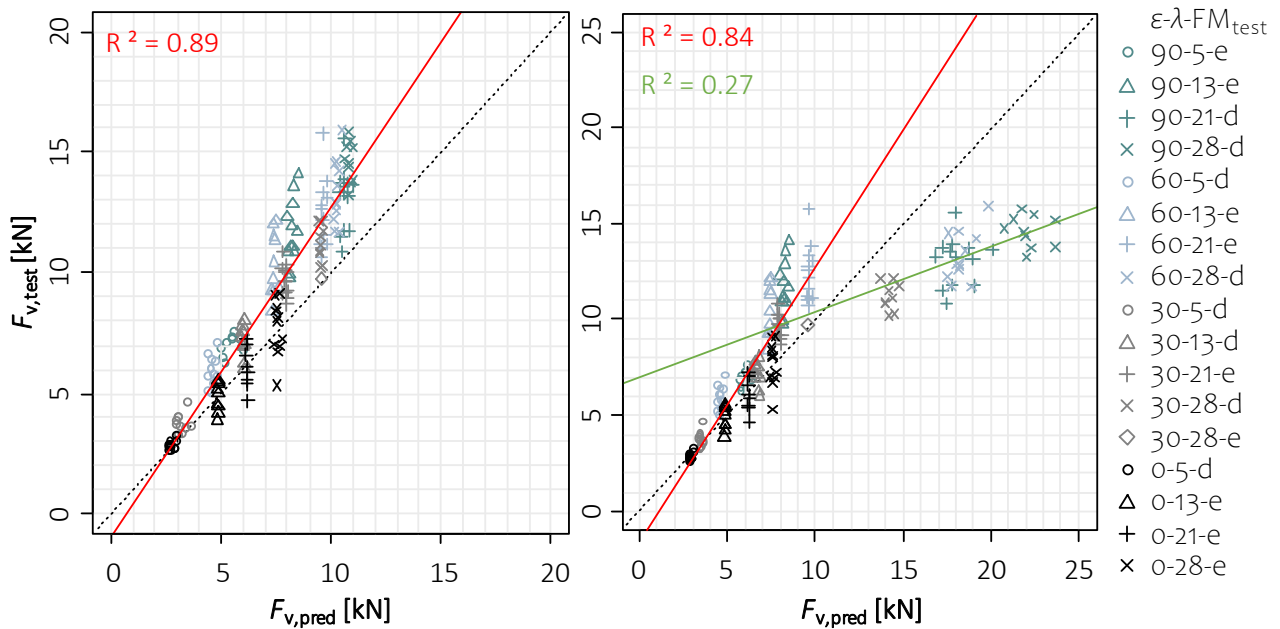 R² = 0.89
20
15
10
5
0
F_v,test [kN]
0 5 10 15 20
F_v,pred [kN]
R² = 0.84
R² = 0.27
25
20
15
10
5
0
0 5 10 15 20 25
F_v,pred [kN]
ε-λ-FM_test
90-5-e
90-13-e
90-21-d
90-28-d
60-5-d
60-13-e
60-21-e
60-28-d
30-5-d
30-13-d
30-21-e
30-28-d
30-28-e
0-5-d
0-13-e
0-21-e
0-28-e